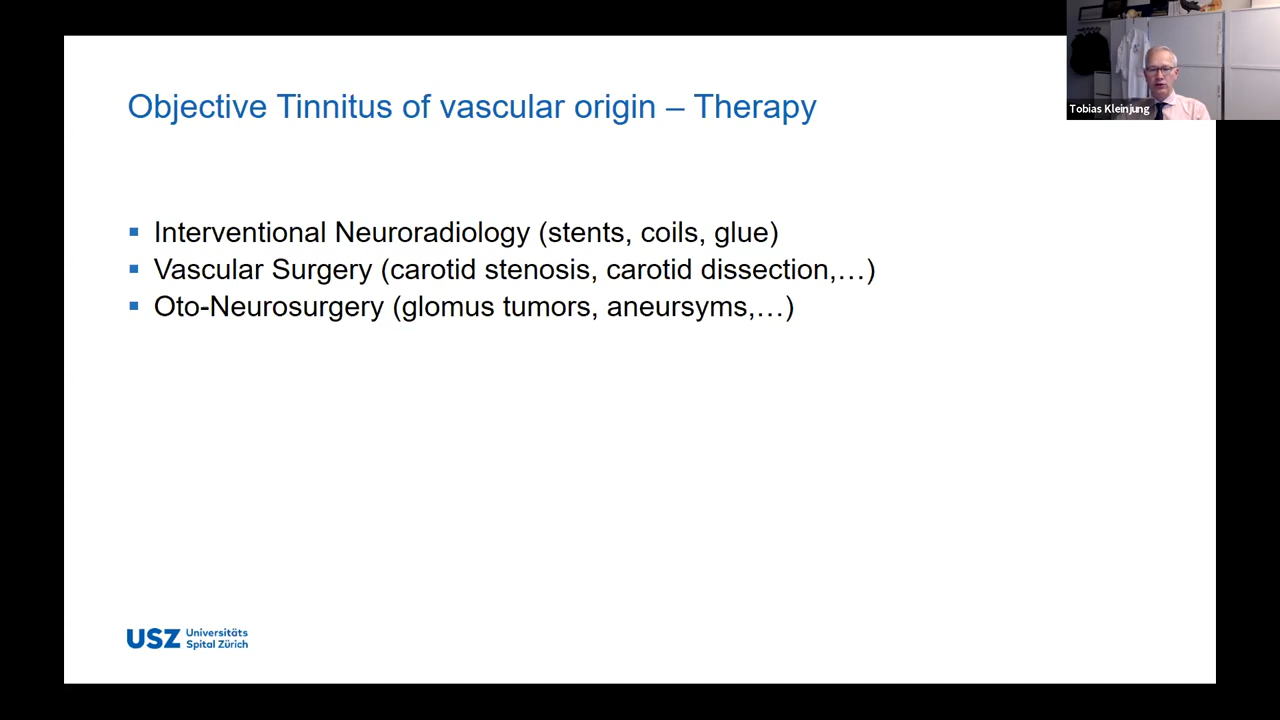 Objective Tinnitus of vascular origin – Therapy
Tobias Kleinjung
▪ Interventional Neuroradiology (stents, coils, glue)
▪ Vascular Surgery (carotid stenosis, carotid dissection,…)
▪ Oto-Neurosurgery (glomus tumors, aneursyms,…)
USZ Universitäts
Spital Zürich